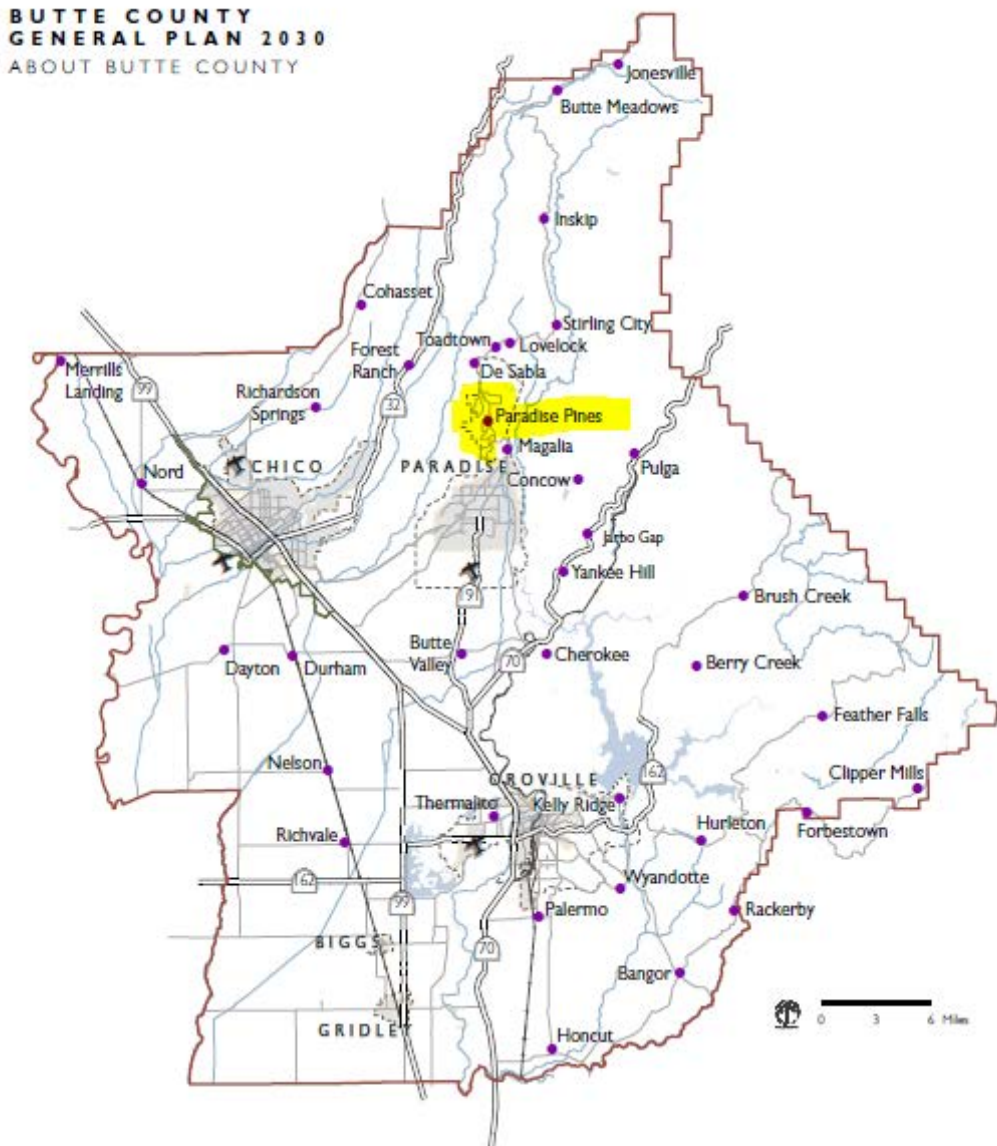 BUTTE COUNTY
GENERAL PLAN 2030
ABOUT BUTTE COUNTY
Jonesville
Butte Meadows
Inskip
Cohasset
Stirling City
Toadtown
Lovelock
Merrills
Landing
99
Forest
Ranch
De Sabla
Richardson
Springs
32
Paradise Pines
Magalia
CHICO
PARADISE
Pulga
Nord
Concow
Jarbo Gap
Yankee Hill
191
Brush Creek
Butte
Valley
70
Cherokee
Dayton
Durham
Berry Creek
Feather Falls
Nelson
OROVILLE
162
Clipper Mills
Thermalito
Kelly Ridge
Forbestown
Richvale
Hurleton
162
99
Wyandotte
Palermo
Rackerby
BIGGS
70
Bangor
GRIDLEY
Honcut
0 3 6 Miles